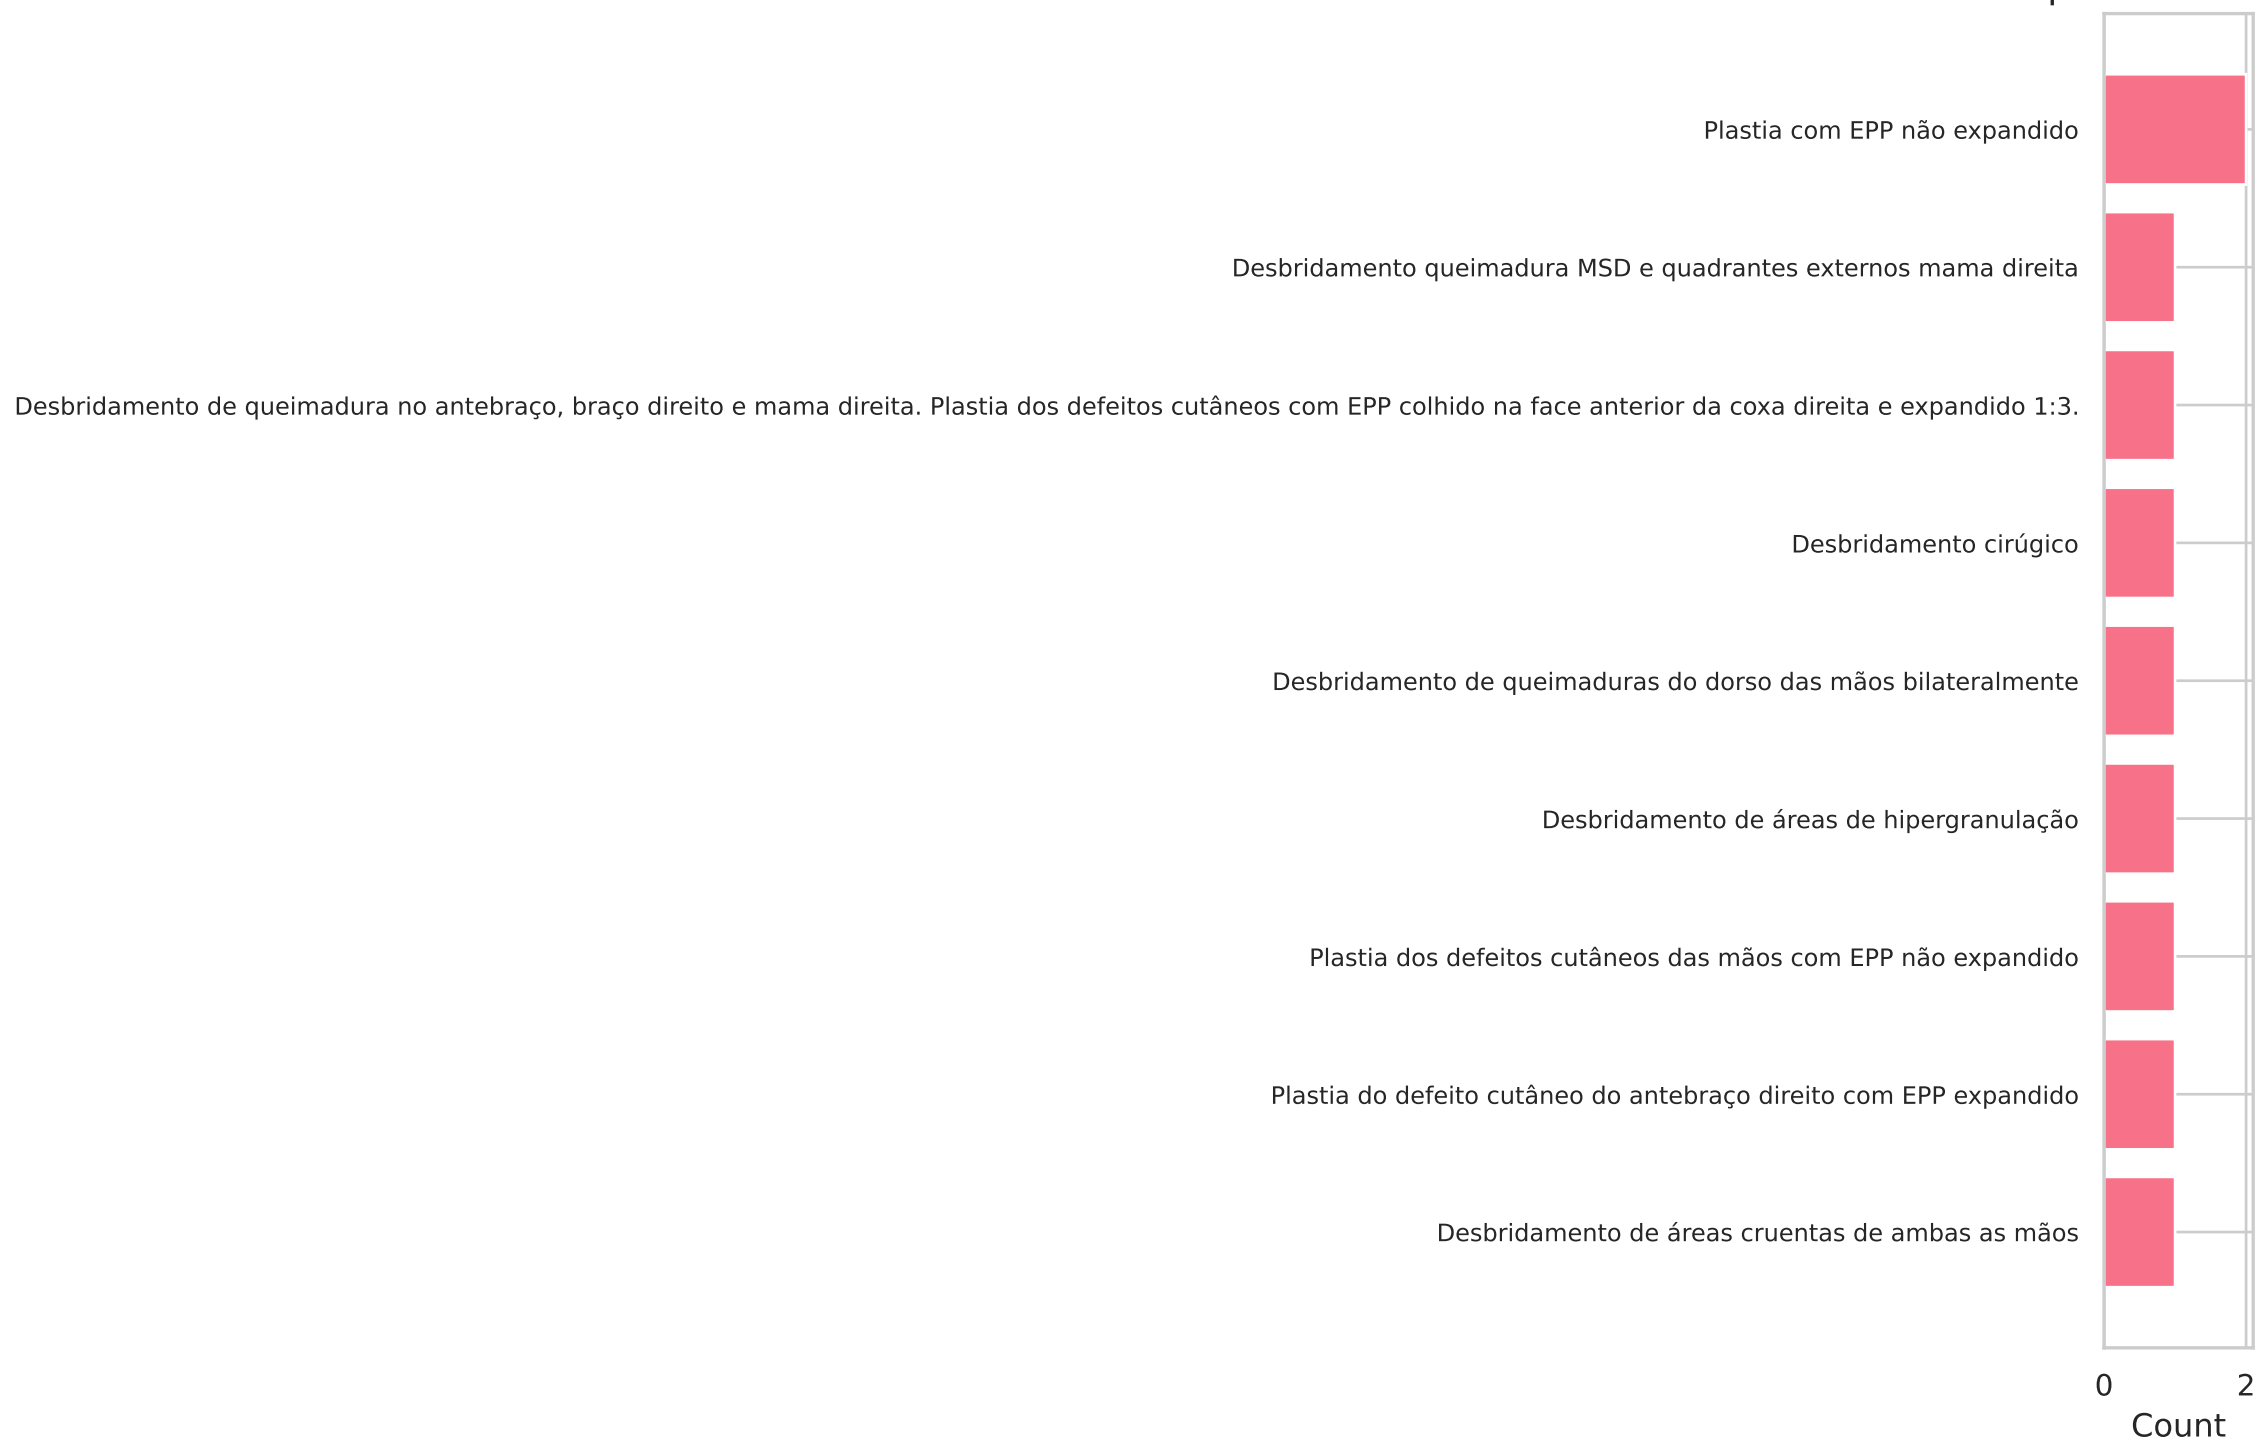 Plastia com EPP não expandido
Desbridamento queimadura MSD e quadrantes externos mama direita
Desbridamento de queimadura no antebraço, braço direito e mama direita. Plastia dos defeitos cutâneos com EPP colhido na face anterior da coxa direita e expandido 1:3.
Desbridamento cirúgico
Desbridamento de queimaduras do dorso das mãos bilateralmente
Desbridamento de áreas de hipergranulação
Plastia dos defeitos cutâneos das mãos com EPP não expandido
Plastia do defeito cutâneo do antebraço direito com EPP expandido
Desbridamento de áreas cruentas de ambas as mãos
0 2
Count